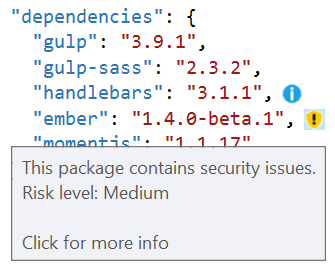 "dependencies": {
"gulp": "3.9.1",
"gulp-sass": "2.3.2",
"handlebars": "3.1.1",
"ember": "1.4.0-beta.1",
"momentjs": "1.1.17"
This package contains security issues.
Risk level: Medium
Click for more info